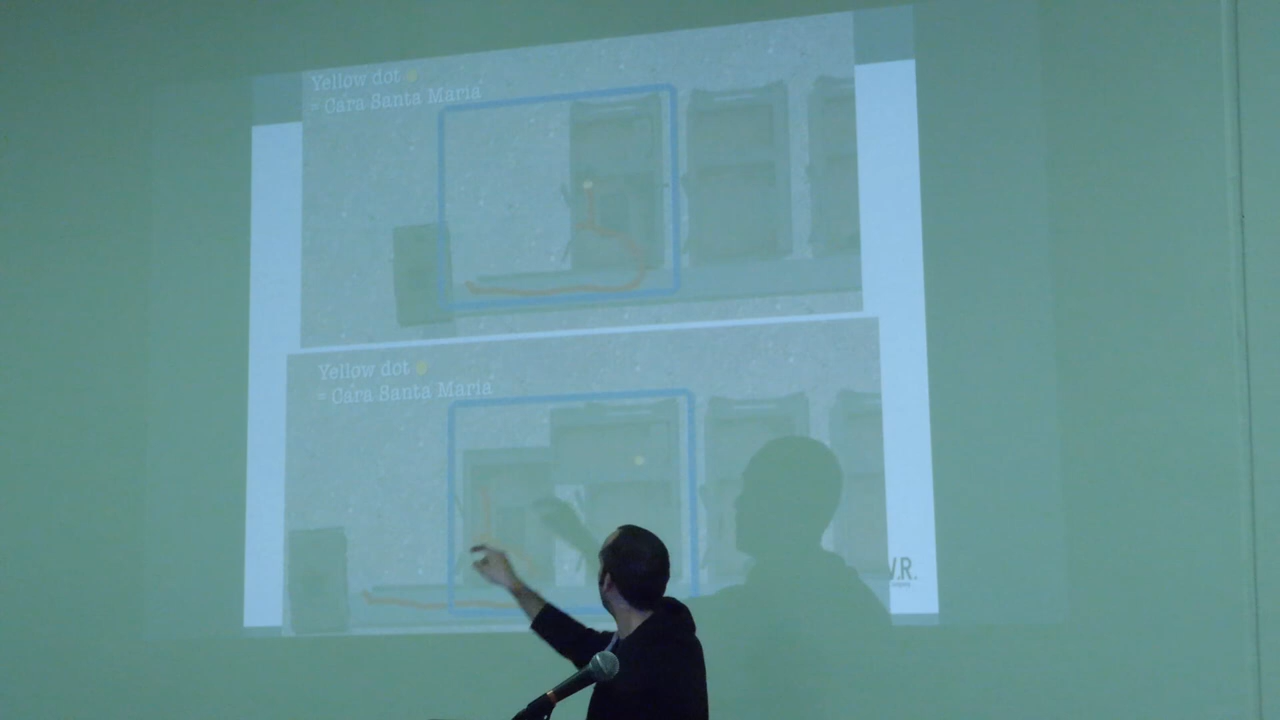 Yellow dot
= Cara Santa Maria
Yellow dot
= Cara Santa Maria
V.R.